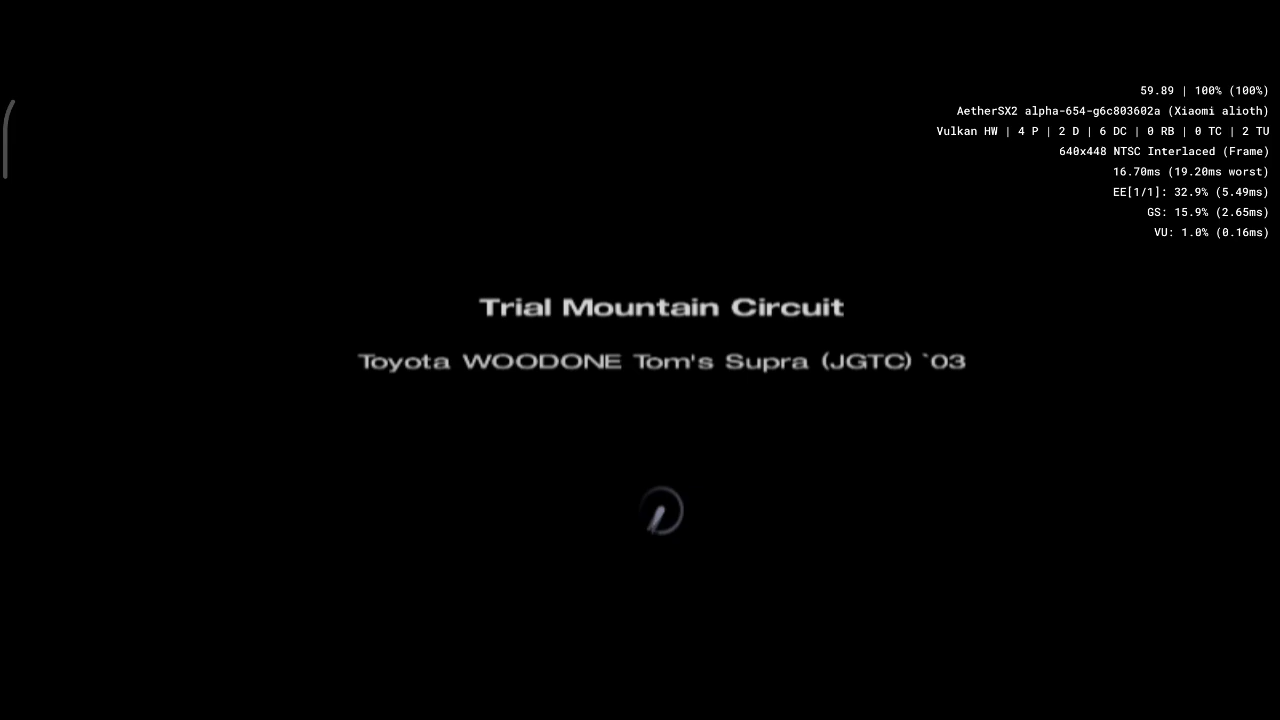 59.89 | 100% (100%)
AetherSX2 alpha-654-g6c803602a (Xiaomi alioth)
Vulkan HW | 4 P | 2 D | 6 DC | 0 RB | 0 TC | 2 TU
640x448 NTSC Interlaced (Frame)
16.70ms (19.20ms worst)
EE[1/1]: 32.9% (5.49ms)
GS: 15.9% (2.65ms)
VU: 1.0% (0.16ms)
Trial Mountain Circuit
Toyota WOODONE Tom's Supra (JGTC) `03